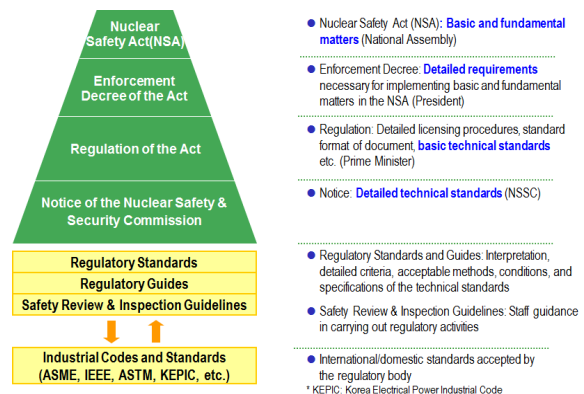 Nuclear
Safety Act(NSA)
Enforcement
Decree of the Act
Regulation of the Act
Notice of the Nuclear Safety &
Security Commission
Regulatory Standards
Regulatory Guides
Safety Review & Inspection Guidelines
Industrial Codes and Standards
(ASME, IEEE, ASTM, KEPIC, etc.)
● Nuclear Safety Act (NSA): Basic and fundamental
matters (National Assembly)
● Enforcement Decree: Detailed requirements
necessary for implementing basic and fundamental
matters in the NSA (President)
● Regulation: Detailed licensing procedures, standard
format of document, basic technical standards
etc. (Prime Minister)
● Notice: Detailed technical standards (NSSC)
● Regulatory Standards and Guides: Interpretation,
detailed criteria, acceptable methods, conditions, and
specifications of the technical standards
● Safety Review & Inspection Guidelines: Staff guidance
in carrying out regulatory activities
● International/domestic standards accepted by
the regulatory body
* KEPIC: Korea Electrical Power Industrial Code